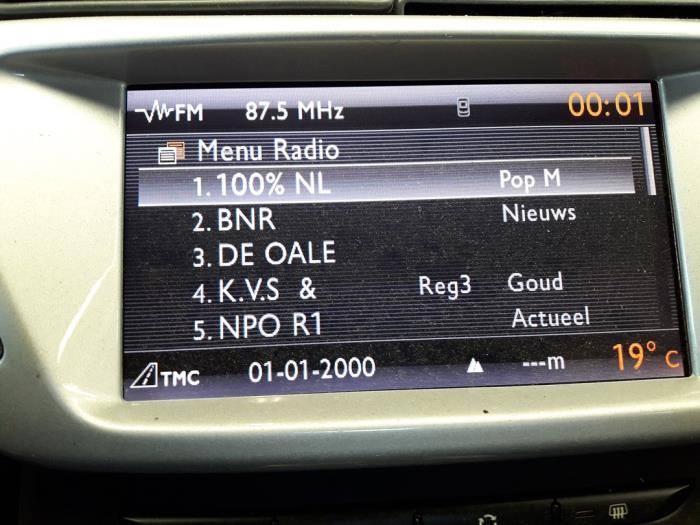 FM 87.5 MHz 00:01
Menu Radio
1. 100% NL Pop M
2. BNR Nieuws
3. DE OALE
4. K.V.S & Reg3 Goud
5. NPO R1 Actueel
TMC 01-01-2000 ---m 19° C